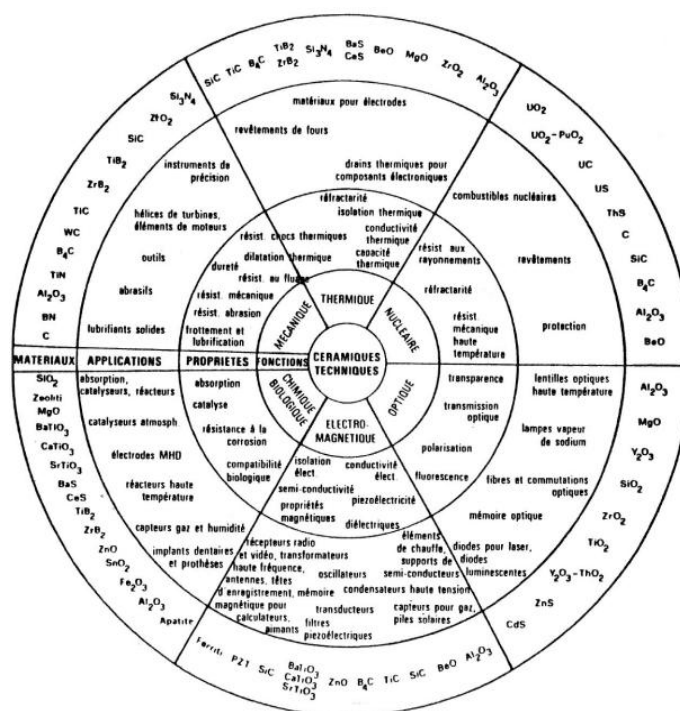 CERAMIQUES
TECHNIQUES
MATERIAUX
APPLICATIONS
PROPRIETES
FONCTIONS
THERMIQUE
matériaux pour électrodes
revêtements de fours
drains thermiques pour
composants électroniques
réfractarité
isolation thermique
résist. chocs thermiques
conductivité
thermique
dilatation thermique
capacité
thermique
SiC
TiC
B4C
TiB2
ZrB2
Si3N4
BaS
CeS
BeO
MgO
ZrO2
Al2O3
NUCLEAIRE
combustibles nucléaires
revêtements
protection
résist aux
rayonnements
réfractarité
résist.
mécanique
haute
température
UO2
UO2-PuO2
UC
US
ThS
C
SiC
B4C
Al2O3
BeO
OPTIQUE
transparence
transmission
optique
polarisation
fluorescence
lentilles optiques
haute température
lampes vapeur
de sodium
fibres et commutations
optiques
mémoire optique
diodes pour laser,
diodes
luminescentes
Al2O3
MgO
Y2O3
SiO2
ZrO2
TiO2
Y2O3-ThO2
ZnS
CdS
ELECTRO-
MAGNETIQUE
isolation
élect.
conductivité
élect.
semi-conductivité
piezoélectricité
propriétés
magnétiques
diélectriques
récepteurs radio
et vidéo, transformateurs
haute fréquence,
antennes, têtes
d'enregistrement, mémoire
magnétique pour
calculateurs,
aimants
oscillateurs
éléments
de chauffe,
supports de
semi-conducteurs
condensateurs haute tension
transducteurs
filtres
piezoélectriques
capteurs pour gaz,
piles solaires
Ferriti
PZT
SiC
BaTiO3
CaTiO3
SrTiO3
ZnO
B4C
TiC
SiC
BeO
Al2O3
CHIMIQUE
BIOLOGIQUE
absorption
catalyse
résistance à la
corrosion
compatibilité
biologique
absorption,
catalyseurs, réacteurs
catalyseurs atmosph.
électrodes MHD
réacteurs haute
température
capteurs gaz et humidité
implants dentaires
et prothèses
SiO2
Zeoliti
MgO
BaTiO3
CaTiO3
SrTiO3
BaS
CeS
TiB2
ZrB2
ZnO
SnO2
Fe2O3
Al2O3
Apatite
MECANIQUE
dureté
résist. au fluage
résist. mécanique
résist. abrasion
frottement et
lubrification
instruments de
précision
hélices de turbines,
éléments de moteurs
outils
abrasifs
lubrifiants solides
Si3N4
ZrO2
SiC
TiB2
ZrB2
TiC
WC
B4C
TiN
Al2O3
BN
C